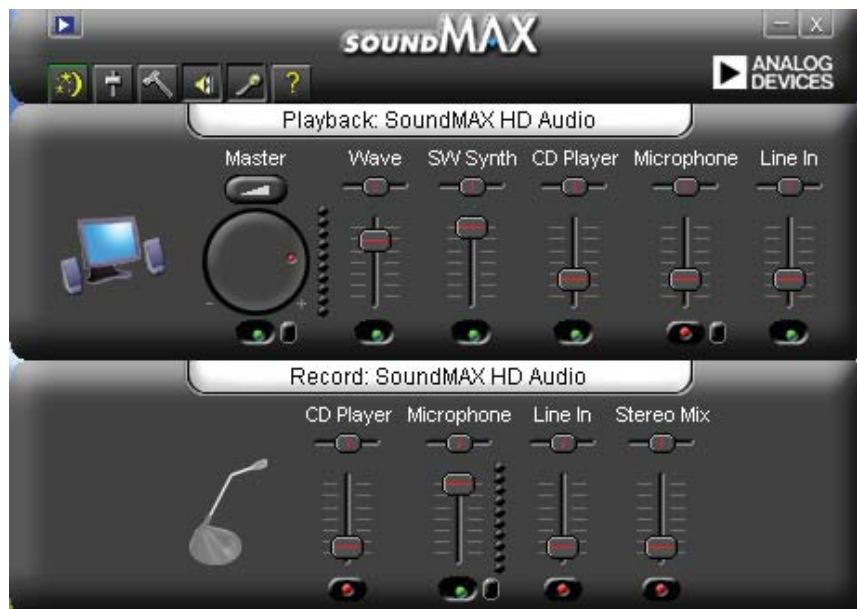 SOUNDMAX
— X
ANALOG
DEVICES
?
Playback: SoundMAX HD Audio
Master Wave SW Synth CD Player Microphone Line In
- +
Record: SoundMAX HD Audio
CD Player Microphone Line In Stereo Mix